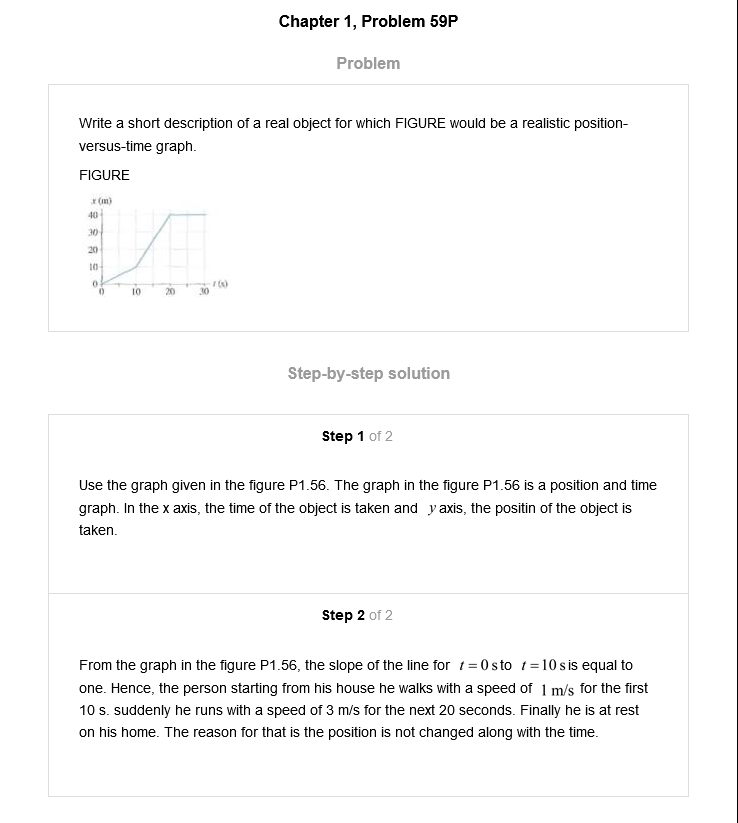 Chapter 1, Problem 59P
Problem
Write a short description of a real object for which FIGURE would be a realistic position-
versus-time graph.
FIGURE
x (m)
40
30
20
10
0
0 10 20 30 t (s)
Step-by-step solution
Step 1 of 2
Use the graph given in the figure P1.56. The graph in the figure P1.56 is a position and time
graph. In the x axis, the time of the object is taken and y axis, the positin of the object is
taken.
Step 2 of 2
From the graph in the figure P1.56, the slope of the line for t = 0 s to t = 10 s is equal to
one. Hence, the person starting from his house he walks with a speed of 1 m/s for the first
10 s. suddenly he runs with a speed of 3 m/s for the next 20 seconds. Finally he is at rest
on his home. The reason for that is the position is not changed along with the time.